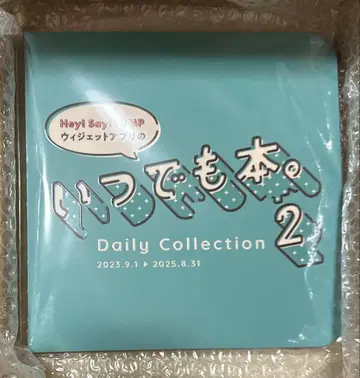 Hey! Say! JUMP
ウィジェットアプリの
いつでも本。
2
Daily Collection
2023.9.1 ▶ 2025.8.31